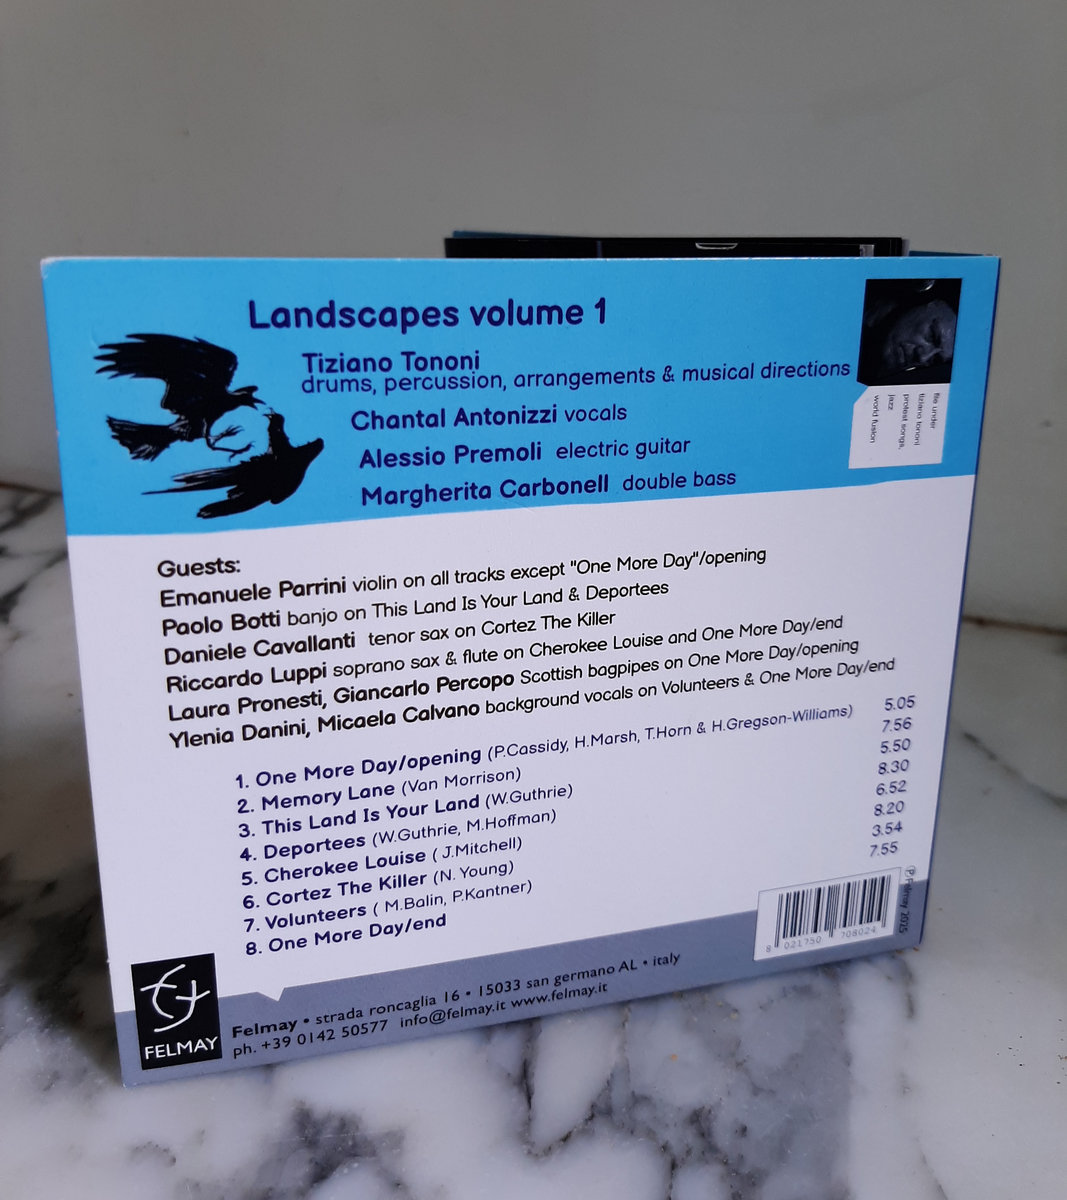 Landscapes volume 1
Tiziano Tononi
drums, percussion, arrangements & musical directions
Chantal Antonizzi vocals
Alessio Premoli electric guitar
Margherita Carbonell double bass
file under
tiziano tononi
protest songs,
jazz
world fusion
Guests:
Emanuele Parrini violin on all tracks except "One More Day"/opening
Paolo Botti banjo on This Land Is Your Land & Deportees
Daniele Cavallanti tenor sax on Cortez The Killer
Riccardo Luppi soprano sax & flute on Cherokee Louise and One More Day/end
Laura Pronesti, Giancarlo Percopo Scottish bagpipes on One More Day/opening
Ylenia Danini, Micaela Calvano background vocals on Volunteers & One More Day/end
1. One More Day/opening (P.Cassidy, H.Marsh, T.Horn & H.Gregson-Williams) 5.05
2. Memory Lane (Van Morrison) 7.56
3. This Land Is Your Land (W.Guthrie) 5.50
4. Deportees (W.Guthrie, M.Hoffman) 8.30
5. Cherokee Louise ( J.Mitchell) 6.52
6. Cortez The Killer (N. Young) 8.20
7. Volunteers ( M.Balin, P.Kantner) 3.54
8. One More Day/end 7.55
℗ Felmay 2025
8 021750 708024
FELMAY
Felmay • strada roncaglia 16 • 15033 san germano AL • italy
ph. +39 0142 50577 info@felmay.it www.felmay.it